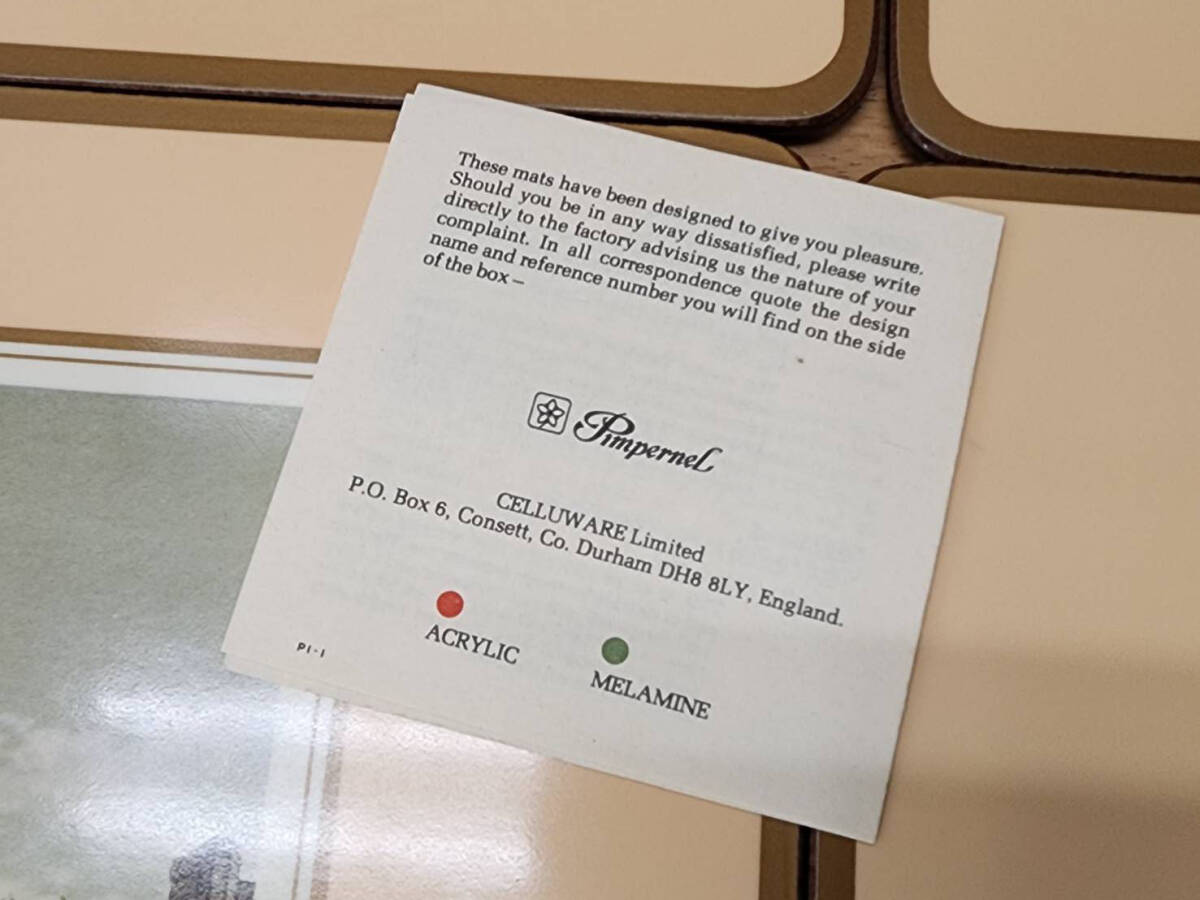 These mats have been designed to give you pleasure.
Should you be in any way dissatisfied, please write
directly to the factory advising us the nature of your
complaint. In all correspondence quote the design
name and reference number you will find on the side
of the box –
Pimpernel
CELLUWARE Limited
P.O. Box 6, Consett, Co. Durham DH8 8LY, England.
ACRYLIC
MELAMINE
PI-I